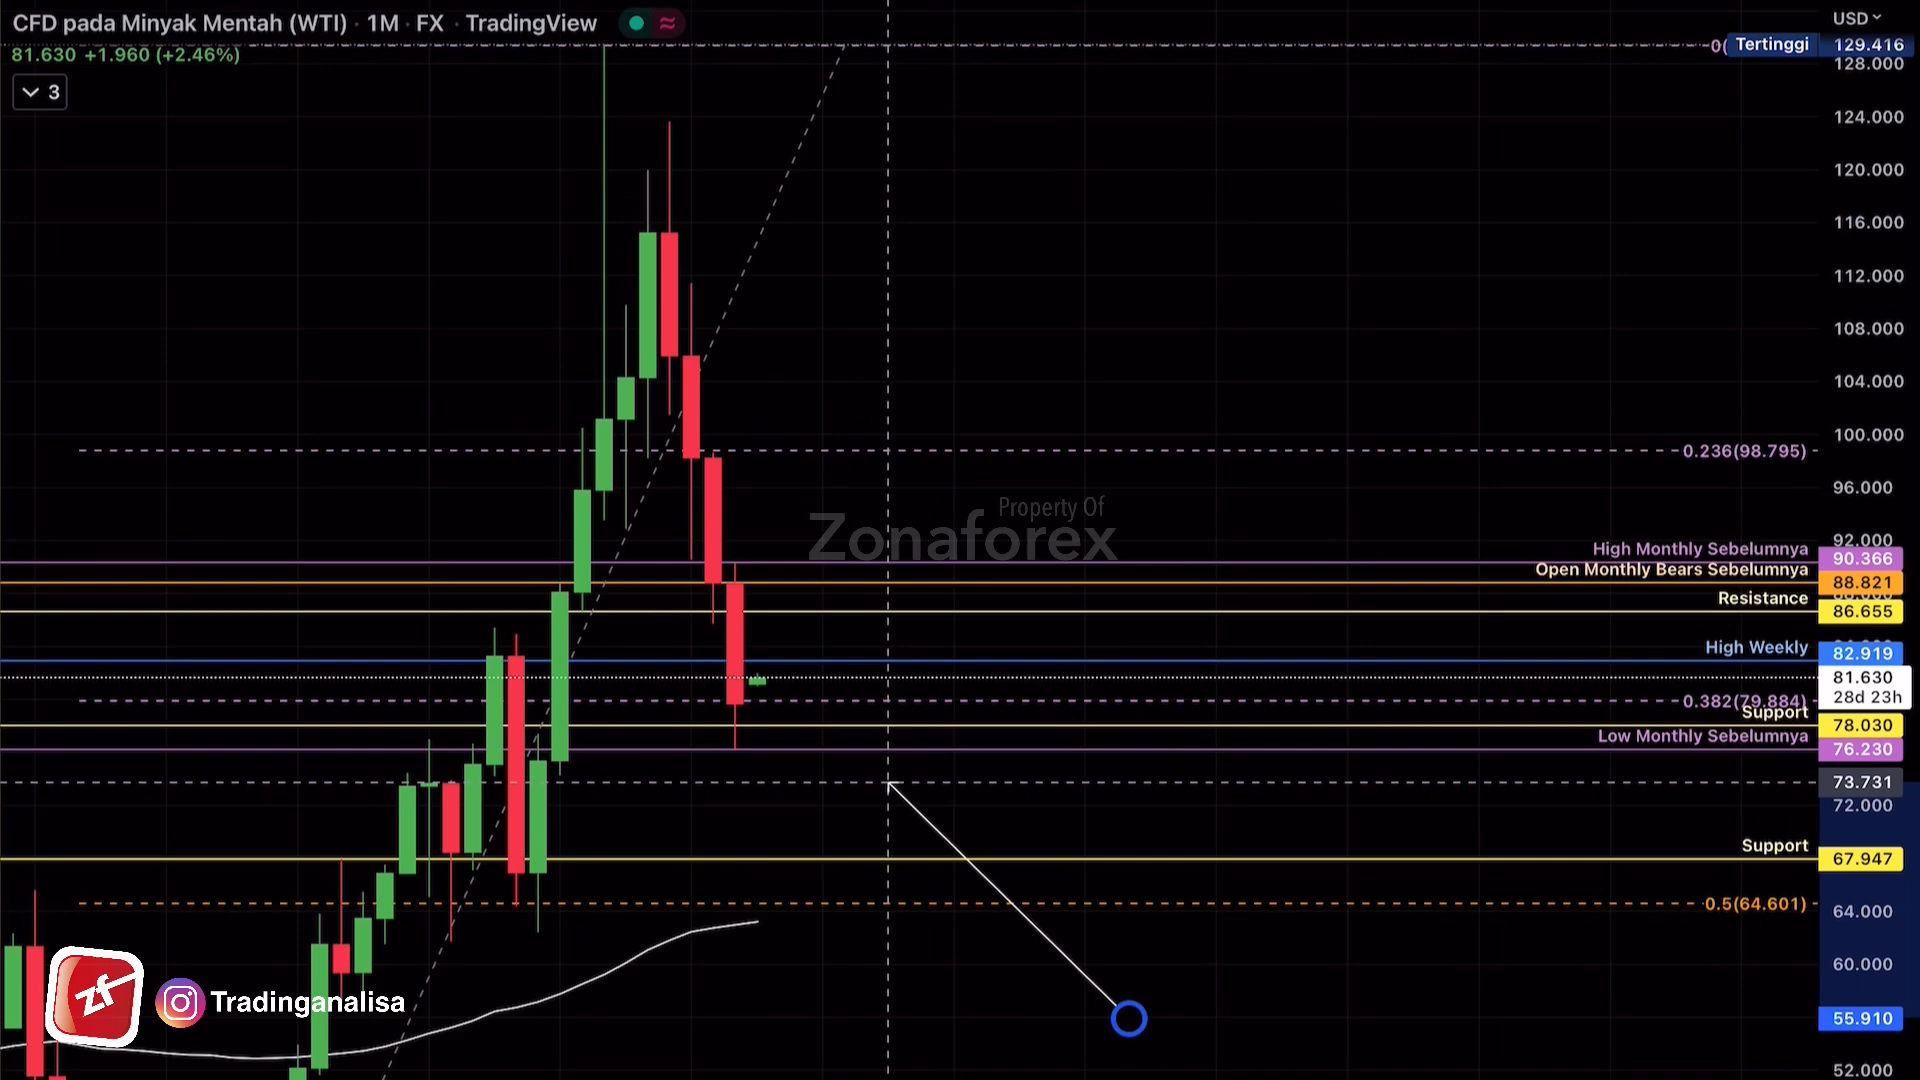 CFD pada Minyak Mentah (WTI) · 1M · FX · TradingView
USD
81.630 +1.960 (+2.46%)
Tertinggi 129.416
128.000
3
124.000
120.000
116.000
112.000
108.000
104.000
100.000
0.236(98.795)
96.000
Property Of
Zonaforex
92.000
High Monthly Sebelumnya 90.366
Open Monthly Bears Sebelumnya 88.821
Resistance 86.655
High Weekly 82.919
81.630
28d 23h
0.382(79.884)
Support 78.030
Low Monthly Sebelumnya 76.230
73.731
72.000
Support 67.947
0.5(64.601)
64.000
60.000
zf
Tradinganalisa
55.910
52.000